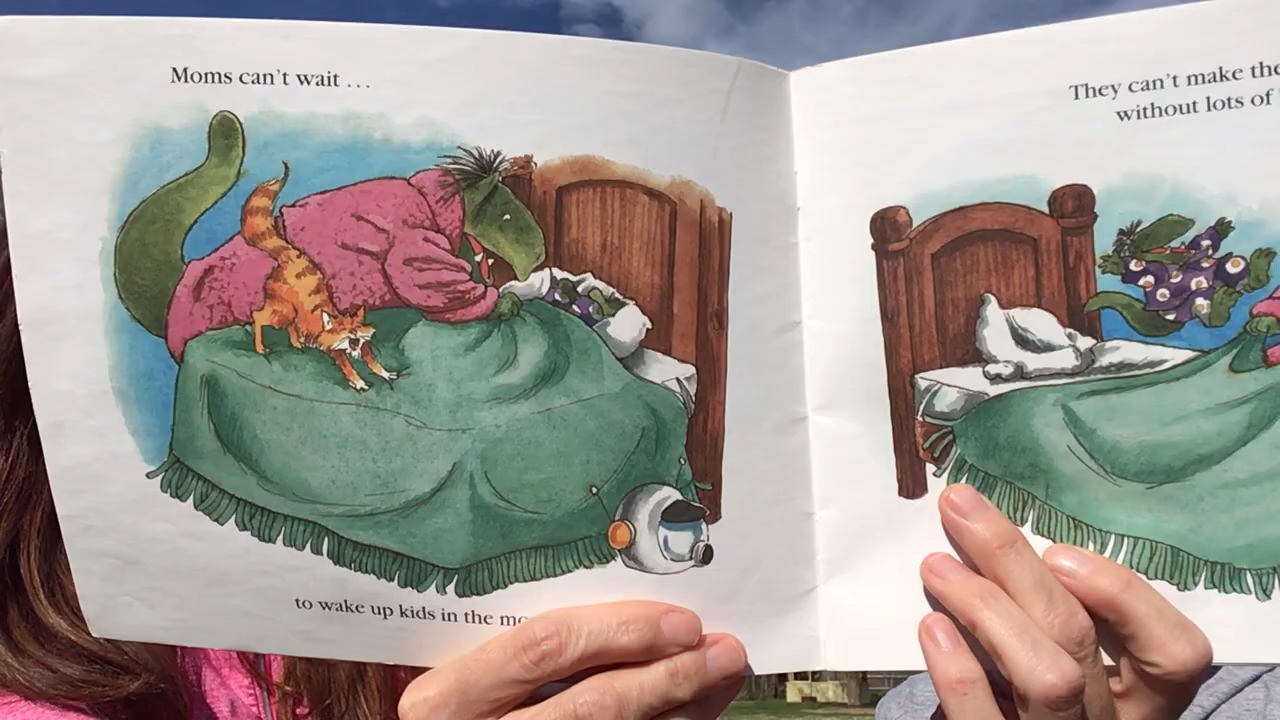 Moms can't wait ...
to wake up kids in the
They can't make the
without lots of